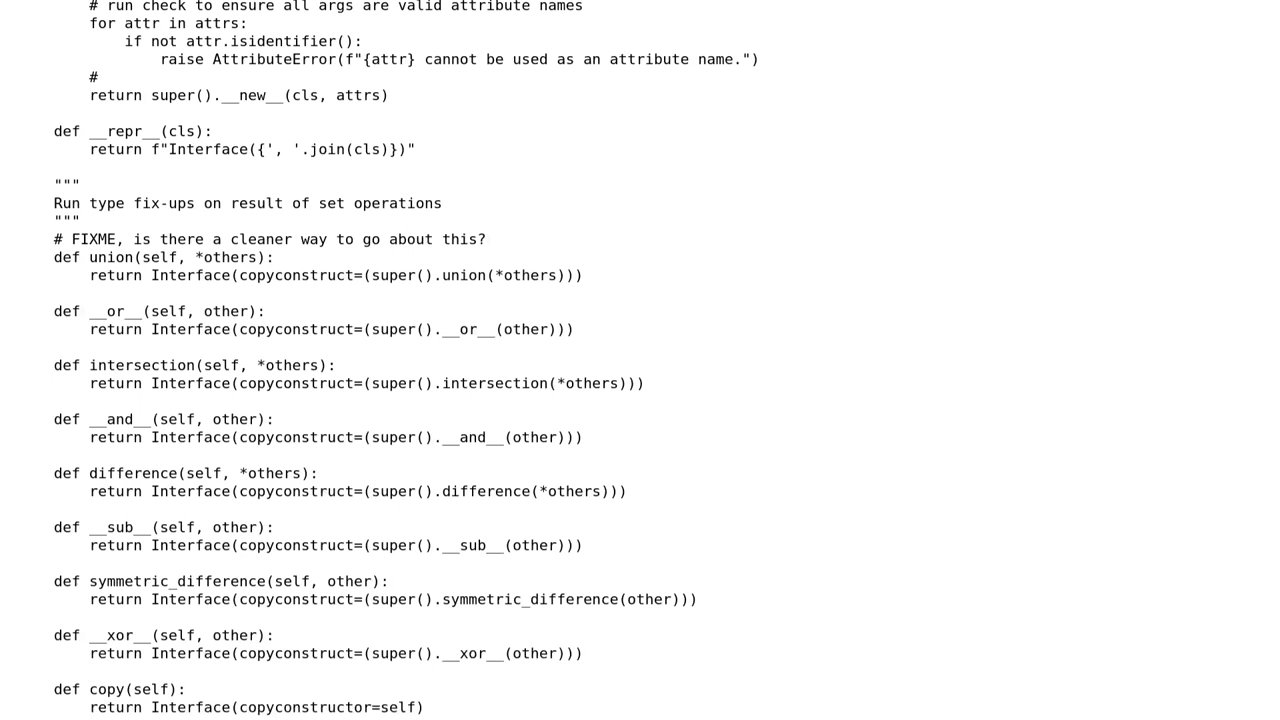 # run check to ensure all args are valid attribute names
for attr in attrs:
if not attr.isidentifier():
raise AttributeError(f"{attr} cannot be used as an attribute name.")
#
return super().__new__(cls, attrs)
def __repr__(cls):
return f"Interface({', '.join(cls)})"
"""
Run type fix-ups on result of set operations
"""
# FIXME, is there a cleaner way to go about this?
def union(self, *others):
return Interface(copyconstruct=(super().union(*others)))
def __or__(self, other):
return Interface(copyconstruct=(super().__or__(other)))
def intersection(self, *others):
return Interface(copyconstruct=(super().intersection(*others)))
def __and__(self, other):
return Interface(copyconstruct=(super().__and__(other)))
def difference(self, *others):
return Interface(copyconstruct=(super().difference(*others)))
def __sub__(self, other):
return Interface(copyconstruct=(super().__sub__(other)))
def symmetric_difference(self, other):
return Interface(copyconstruct=(super().symmetric_difference(other)))
def __xor__(self, other):
return Interface(copyconstruct=(super().__xor__(other)))
def copy(self):
return Interface(copyconstructor=self)